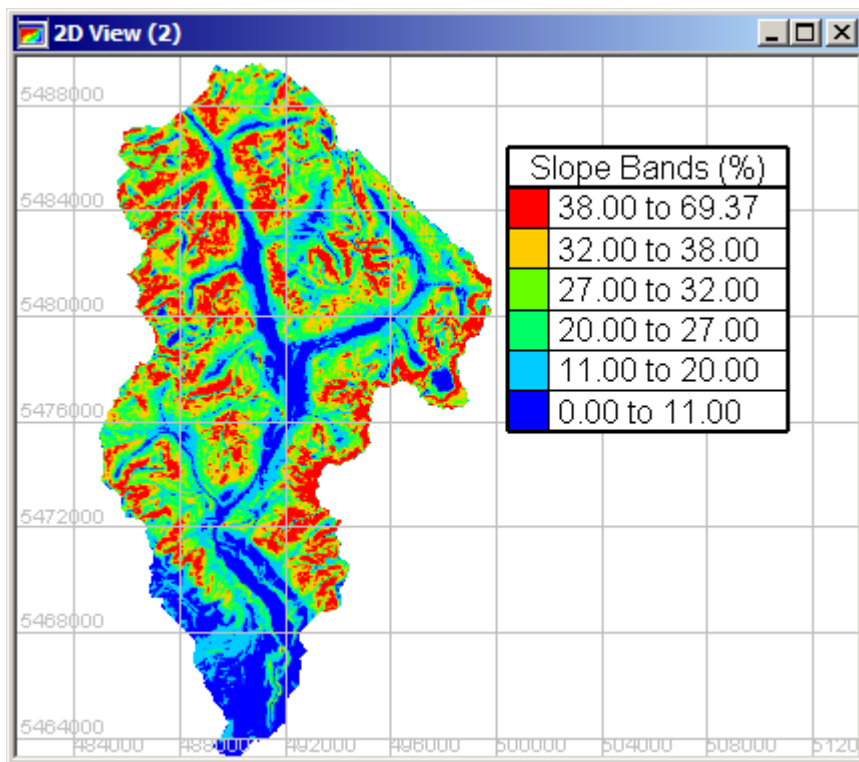 2D View (2)
5488000
5484000
5480000
5476000
5472000
5468000
5464000
484000
488000
492000
496000
500000
504000
508000
5120
Slope Bands (%)
38.00 to 69.37
32.00 to 38.00
27.00 to 32.00
20.00 to 27.00
11.00 to 20.00
0.00 to 11.00